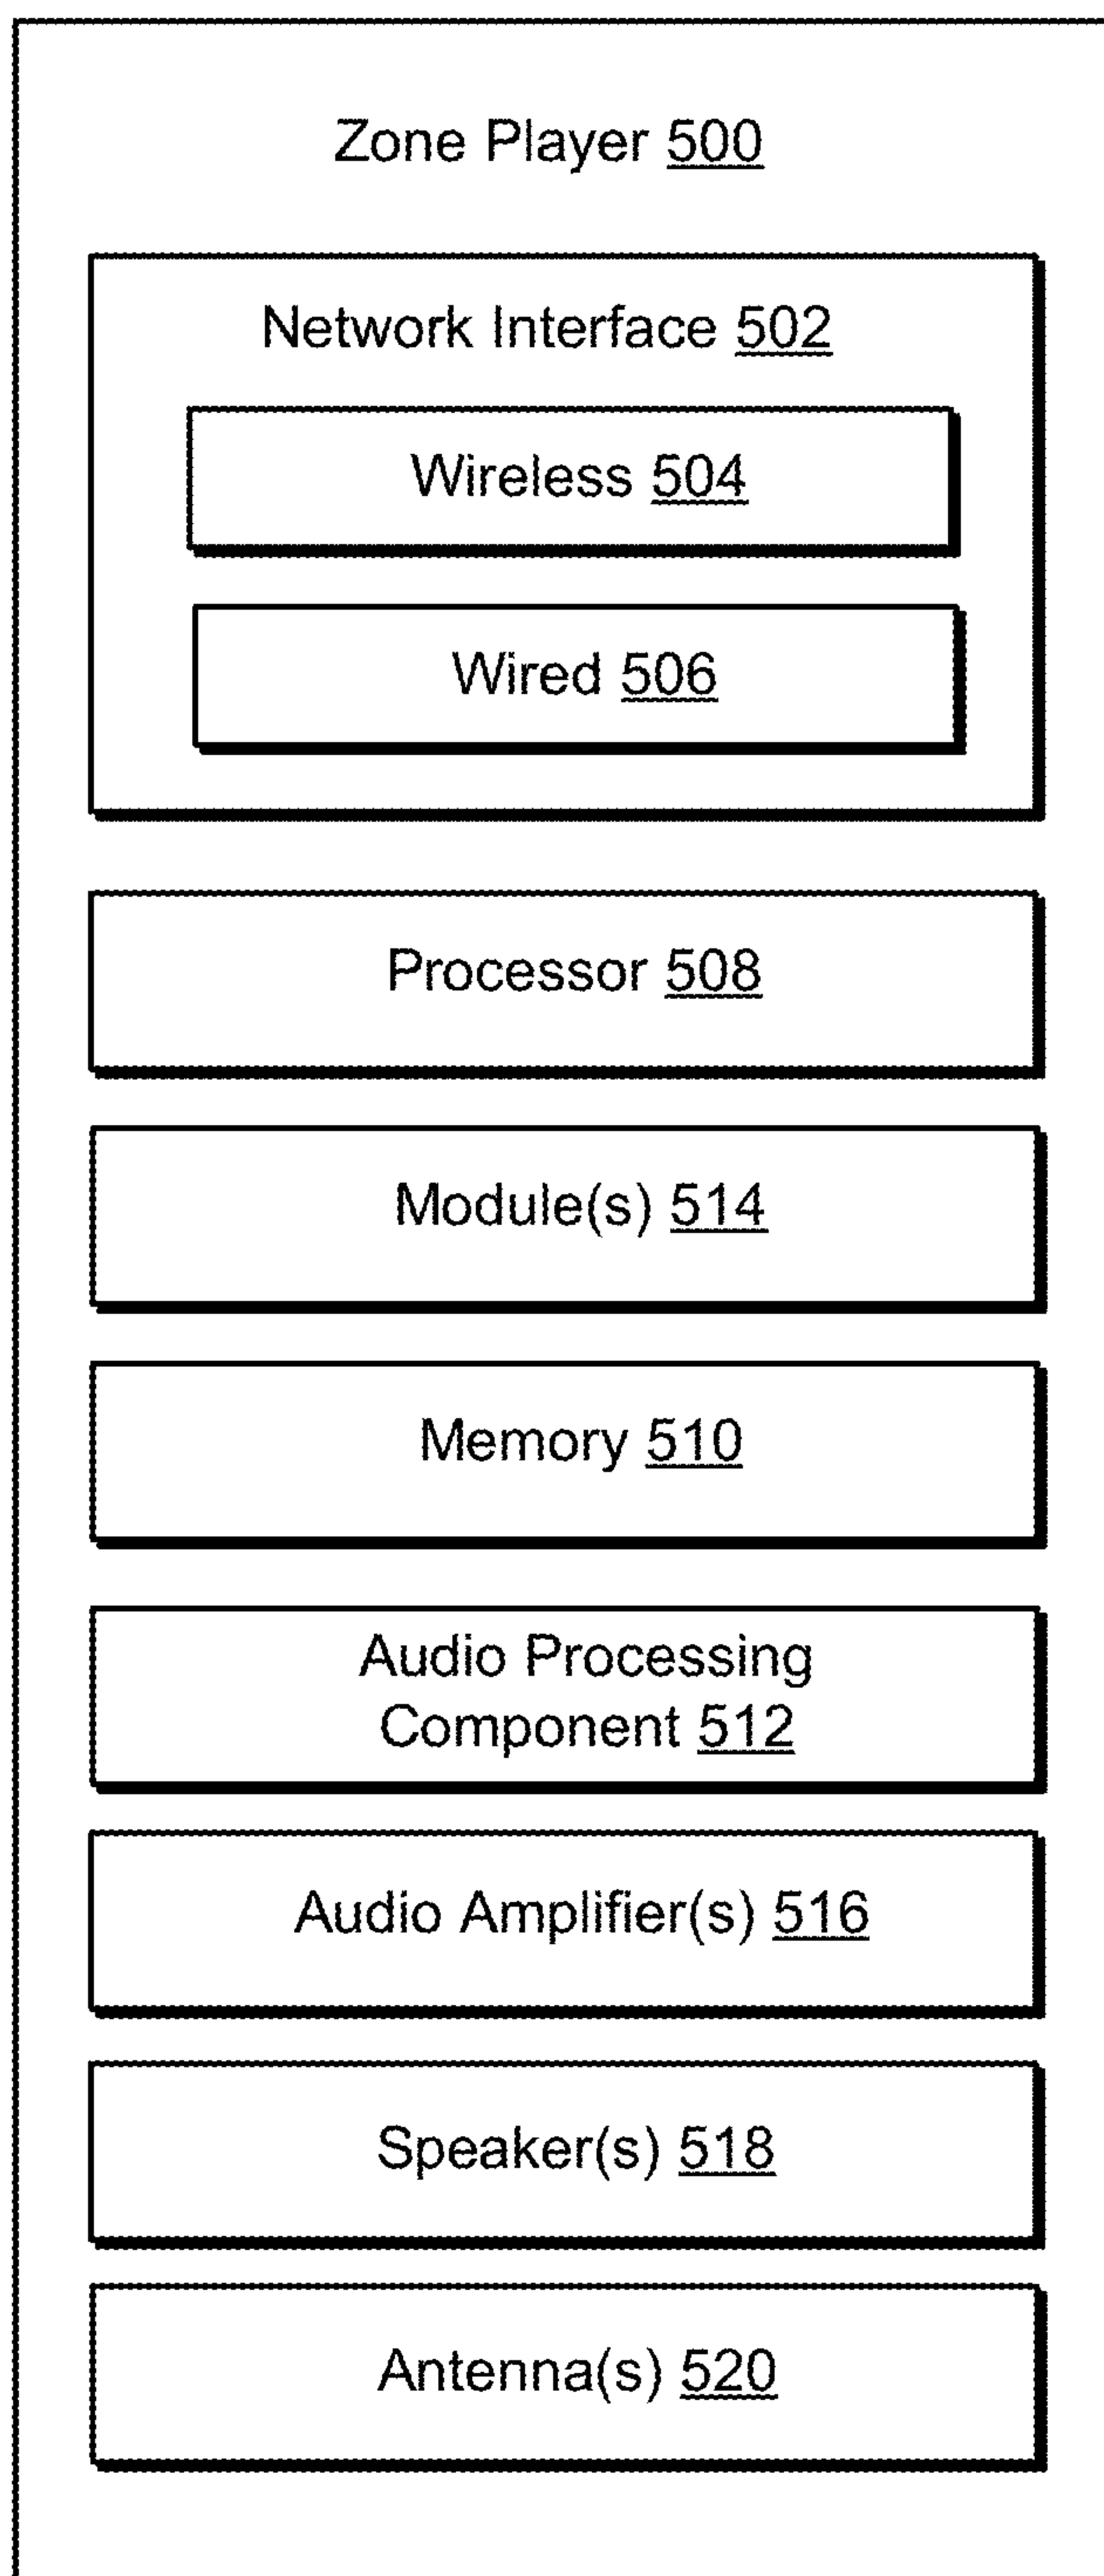 Zone Player 500
Network Interface 502
Wireless 504
Wired 506
Processor 508
Module(s) 514
Memory 510
Audio Processing
Component 512
Audio Amplifier(s) 516
Speaker(s) 518
Antenna(s) 520